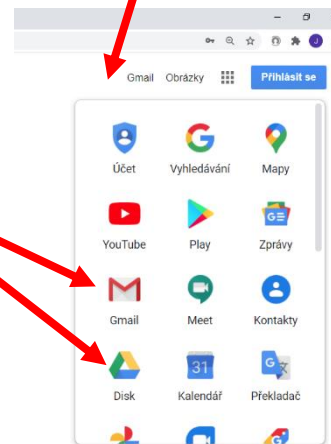 Gmail Obrázky Přihlásit se
Účet Vyhledávání Mapy
YouTube Play Zprávy
Gmail Meet Kontakty
31
Disk Kalendář Překladač